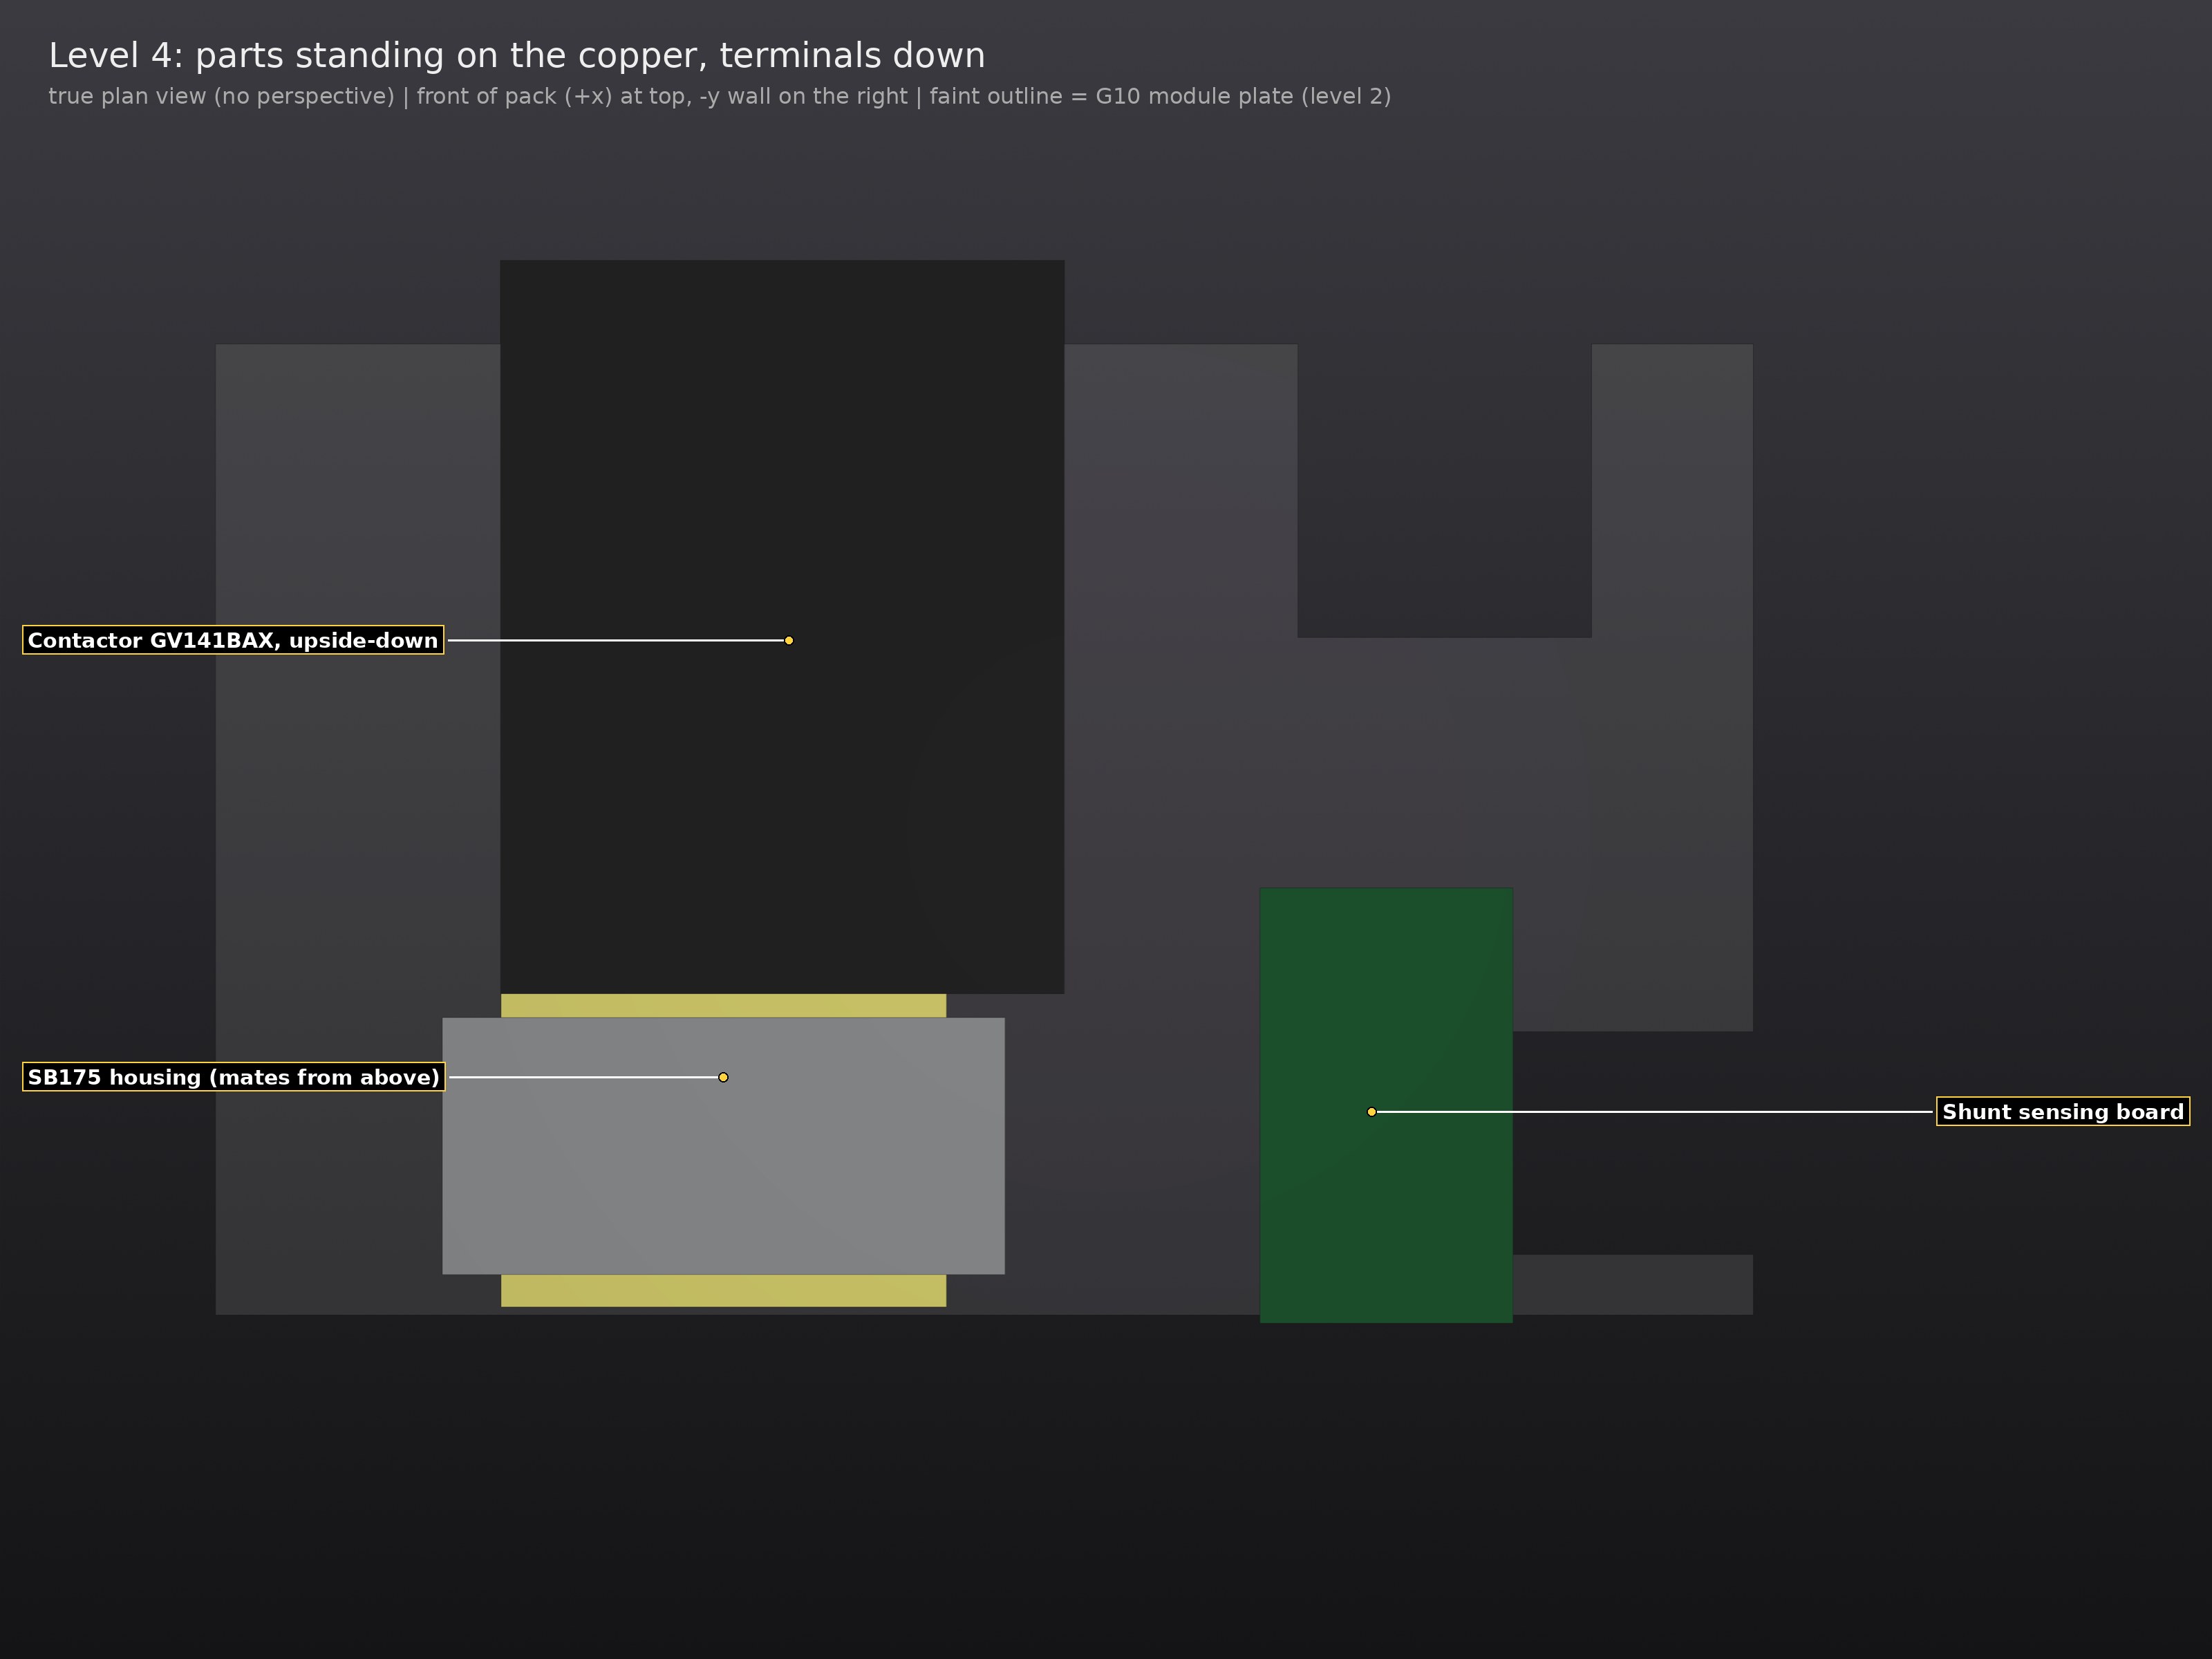 Level 4: parts standing on the copper, terminals down
true plan view (no perspective) | front of pack (+x) at top, -y wall on the right | faint outline = G10 module plate (level 2)
Contactor GV141BAX, upside-down
SB175 housing (mates from above)
Shunt sensing board